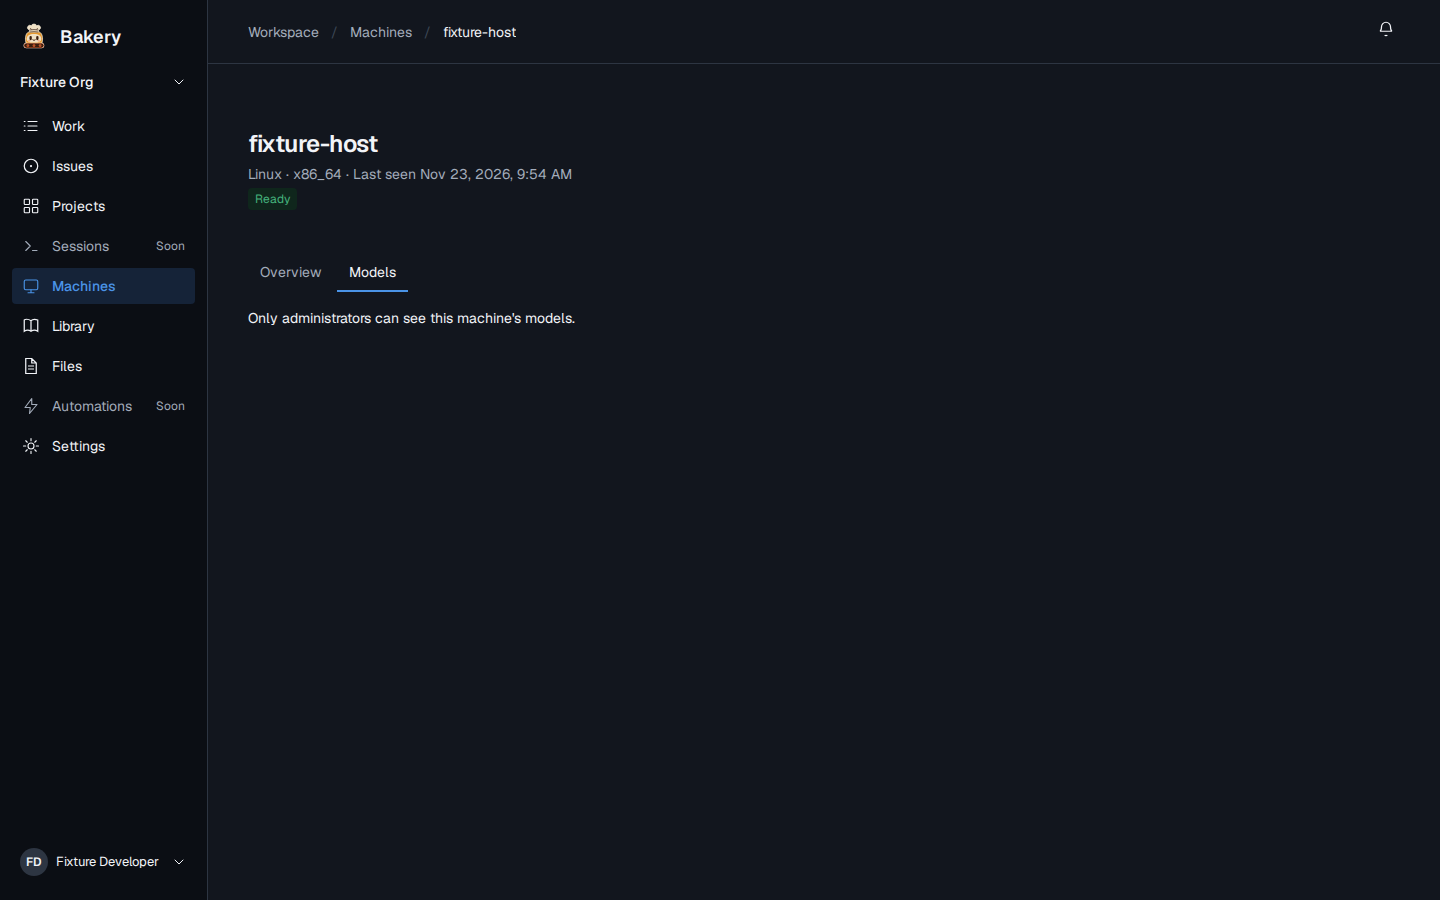 Bakery
Fixture Org
Work
Issues
Projects
Sessions Soon
Machines
Library
Files
Automations Soon
Settings
FD Fixture Developer
Workspace / Machines / fixture-host
fixture-host
Linux · x86_64 · Last seen Nov 23, 2026, 9:54 AM
Ready
Overview Models
Only administrators can see this machine's models.